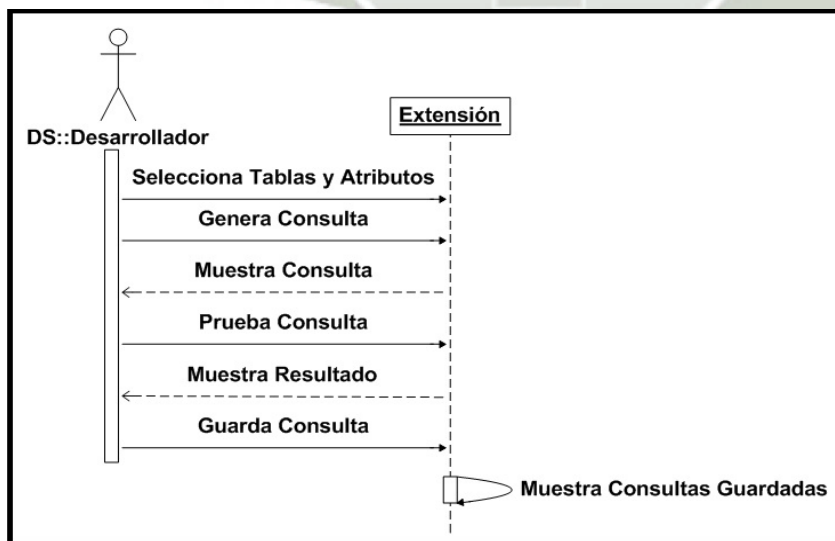 DS::Desarrollador
Extensión
Selecciona Tablas y Atributos
Genera Consulta
Muestra Consulta
Prueba Consulta
Muestra Resultado
Guarda Consulta
Muestra Consultas Guardadas